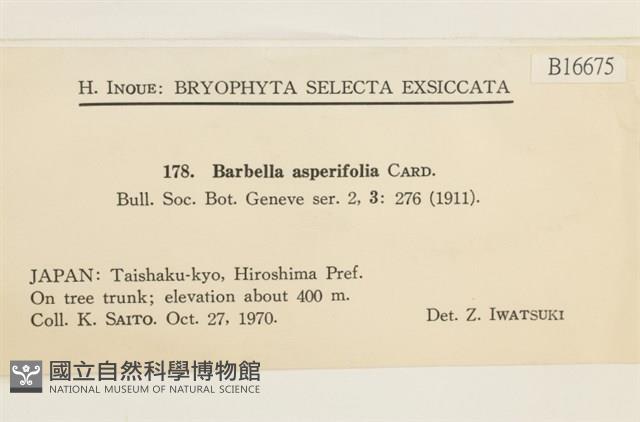 B16675
H. INOUE: BRYOPHYTA SELECTA EXSICCATA
178. Barbella asperifolia CARD.
Bull. Soc. Bot. Geneve ser. 2, 3: 276 (1911).
JAPAN: Taishaku-kyo, Hiroshima Pref.
On tree trunk; elevation about 400 m.
Coll. K. SAITO. Oct. 27, 1970. Det. Z. IWATSUKI
國立自然科學博物館
NATIONAL MUSEUM OF NATURAL SCIENCE